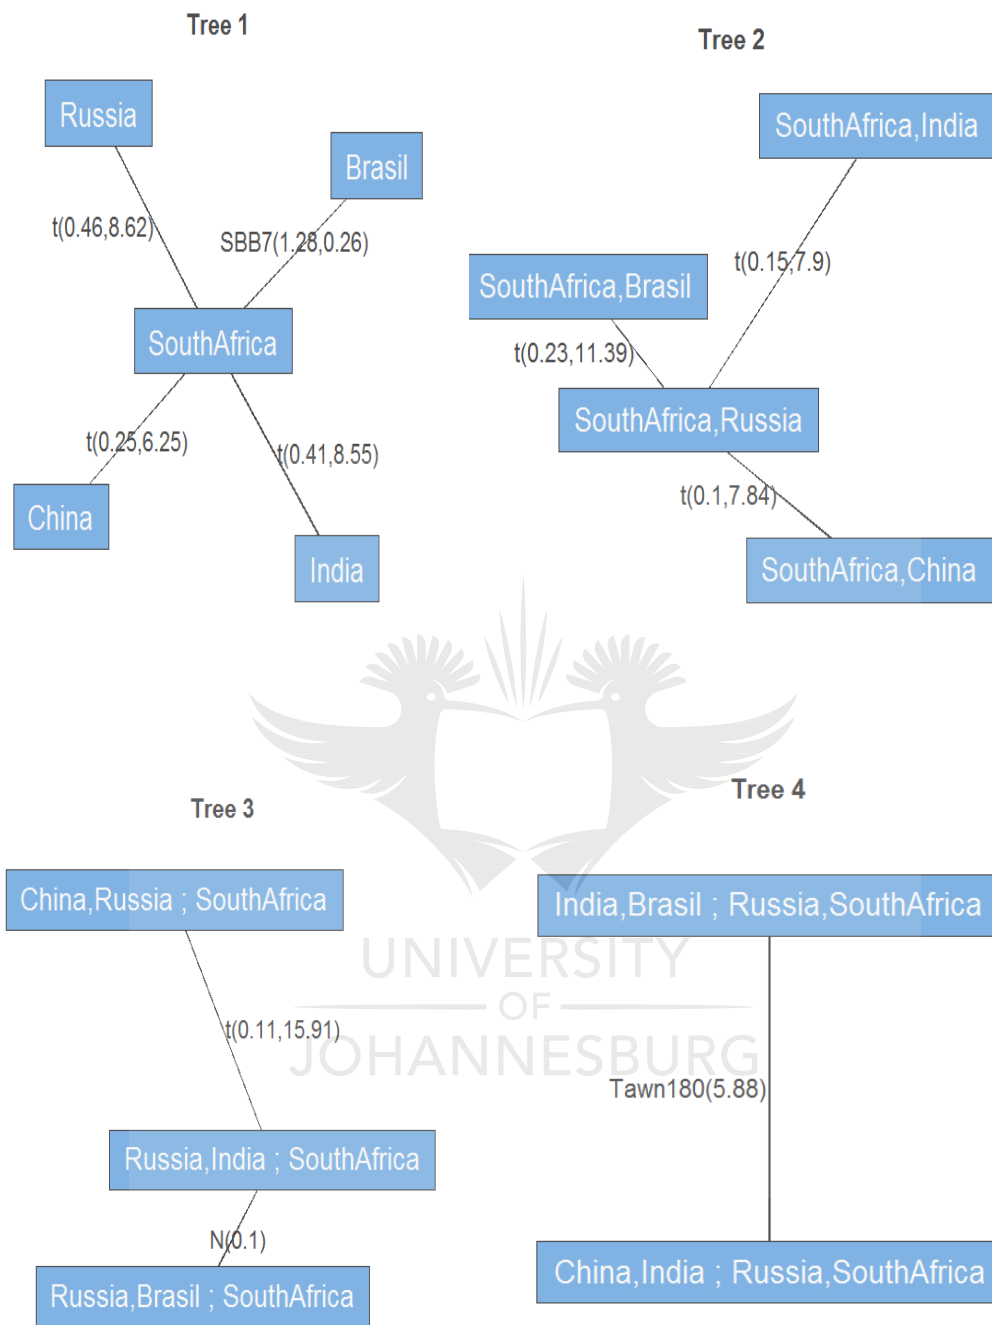 Tree 1
Russia
Brasil
t(0.46,8.62)
SBB7(1.28,0.26)
SouthAfrica
t(0.25,6.25)
t(0.41,8.55)
China
India
Tree 2
SouthAfrica,India
t(0.15,7.9)
SouthAfrica,Brasil
t(0.23,11.39)
SouthAfrica,Russia
t(0.1,7.84)
SouthAfrica,China
Tree 3
China,Russia ; SouthAfrica
t(0.11,15.91)
Russia,India ; SouthAfrica
N(0.1)
Russia,Brasil ; SouthAfrica
Tree 4
India,Brasil ; Russia,SouthAfrica
Tawn180(5.88)
China,India ; Russia,SouthAfrica
UNIVERSITY
OF
JOHANNESBURG